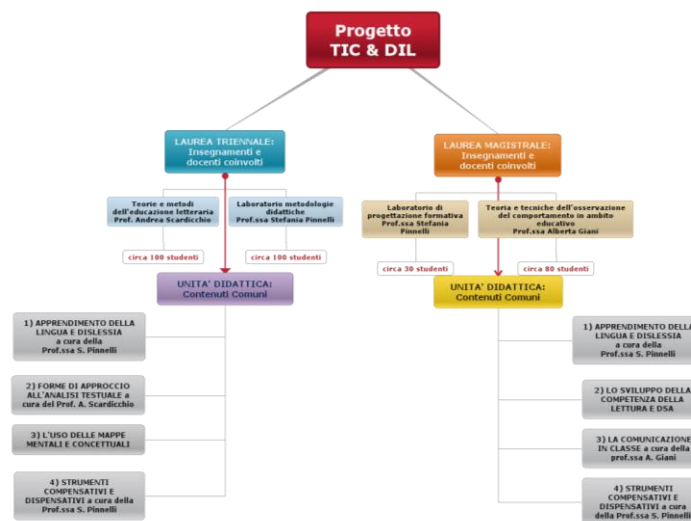 Progetto
TIC & DIL
LAUREA TRIENNALE:
Insegnamenti e
docenti coinvolti
LAUREA MAGISTRALE:
Insegnamenti e
docenti coinvolti
Teorie e metodi
dell'educazione letteraria
Prof. Andrea Scardicchio
Laboratorio metodologie
didattiche
Prof.ssa Stefania Pinnelli
Laboratorio di
progettazione formativa
Prof.ssa Stefania
Pinnelli
Teoria e tecniche dell'osservazione
del comportamento in ambito
educativo
Prof.ssa Alberta Giani
circa 100 studenti
circa 100 studenti
circa 30 studenti
circa 80 studenti
UNITA' DIDATTICA:
Contenuti Comuni
UNITA' DIDATTICA:
Contenuti Comuni
1) APPRENDIMENTO DELLA
LINGUA E DISLESSIA
a cura della
Prof.ssa S. Pinnelli
2) FORME DI APPROCCIO
ALL'ANALISI TESTUALE a
cura del Prof. A. Scardicchio
3) L'USO DELLE MAPPE
MENTALI E CONCETTUALI
4) STRUMENTI
COMPENSATIVI E
DISPENSATIVI a cura della
Prof.ssa S. Pinnelli
1) APPRENDIMENTO DELLA
LINGUA E DISLESSIA
a cura della
Prof.ssa S. Pinnelli
2) LO SVILUPPO DELLA
COMPETENZA DELLA
LETTURA E DSA
3) LA COMUNICAZIONE
IN CLASSE a cura della
prof.ssa A. Giani
4) STRUMENTI
COMPENSATIVI E
DISPENSATIVI a cura
della Prof.ssa S. Pinnelli